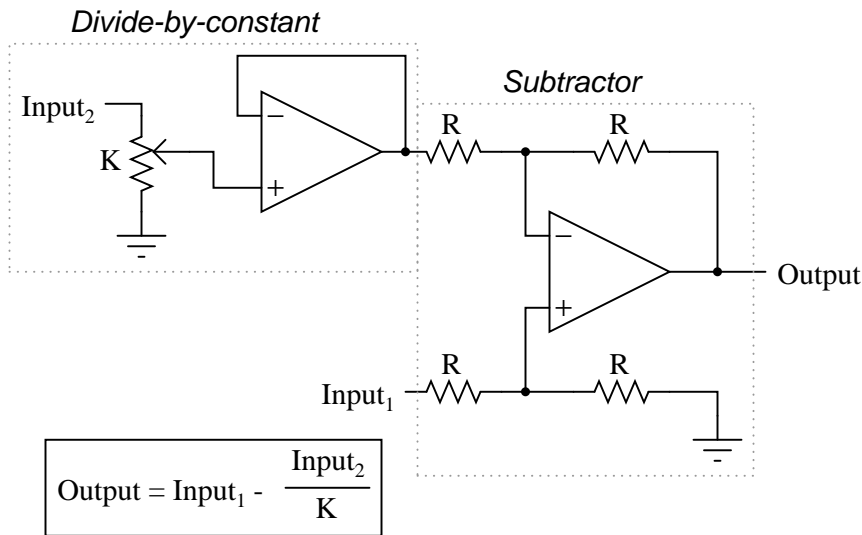 Divide-by-constant
Subtractor
Input₂
K
−
+
R
R
−
+
Output
R
R
Input₁
Output = Input₁ - Input₂
K